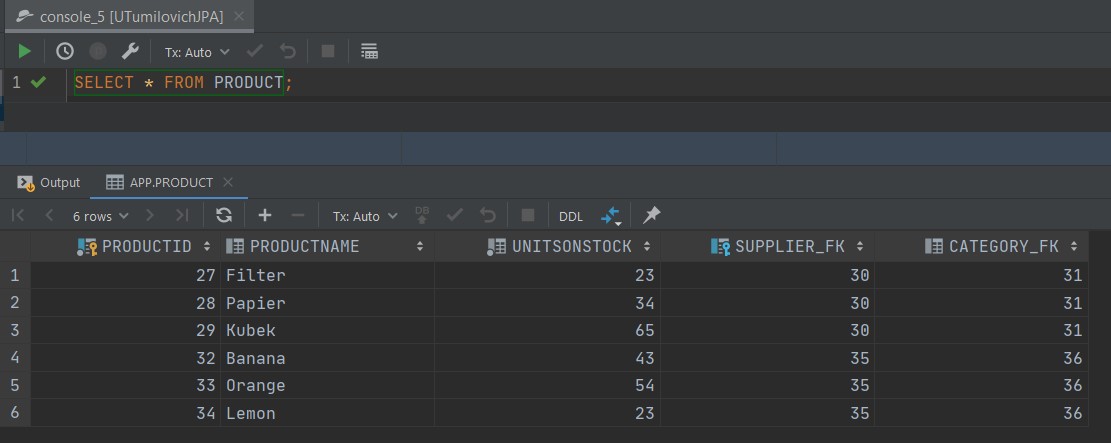 console_5 [UTumilovichJPA]
Tx: Auto
1 SELECT * FROM PRODUCT;
Output APP.PRODUCT
6 rows Tx: Auto DB DDL
PRODUCTID PRODUCTNAME UNITSONSTOCK SUPPLIER_FK CATEGORY_FK
1 27 Filter 23 30 31
2 28 Papier 34 30 31
3 29 Kubek 65 30 31
4 32 Banana 43 35 36
5 33 Orange 54 35 36
6 34 Lemon 23 35 36